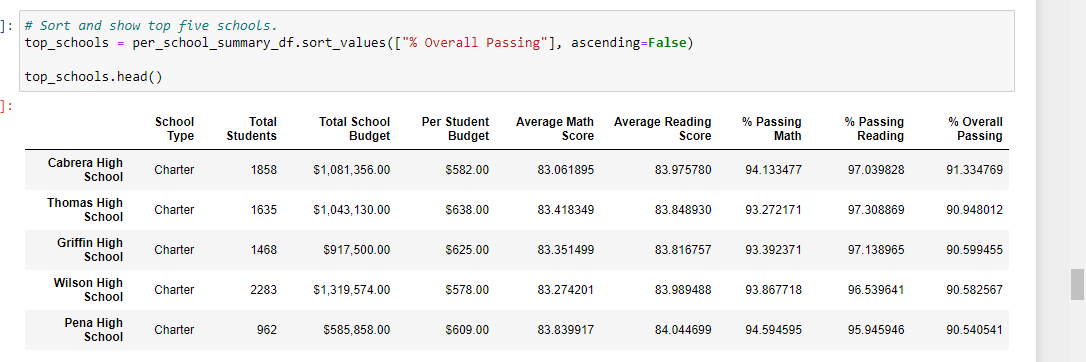 ]: # Sort and show top five schools.
top_schools = per_school_summary_df.sort_values(["% Overall Passing"], ascending=False)
top_schools.head()
]:
School Type Total Students Total School Budget Per Student Budget Average Math Score Average Reading Score % Passing Math % Passing Reading % Overall Passing
Cabrera High School Charter 1858 $1,081,356.00 $582.00 83.061895 83.975780 94.133477 97.039828 91.334769
Thomas High School Charter 1635 $1,043,130.00 $638.00 83.418349 83.848930 93.272171 97.308869 90.948012
Griffin High School Charter 1468 $917,500.00 $625.00 83.351499 83.816757 93.392371 97.138965 90.599455
Wilson High School Charter 2283 $1,319,574.00 $578.00 83.274201 83.989488 93.867718 96.539641 90.582567
Pena High School Charter 962 $585,858.00 $609.00 83.839917 84.044699 94.594595 95.945946 90.540541